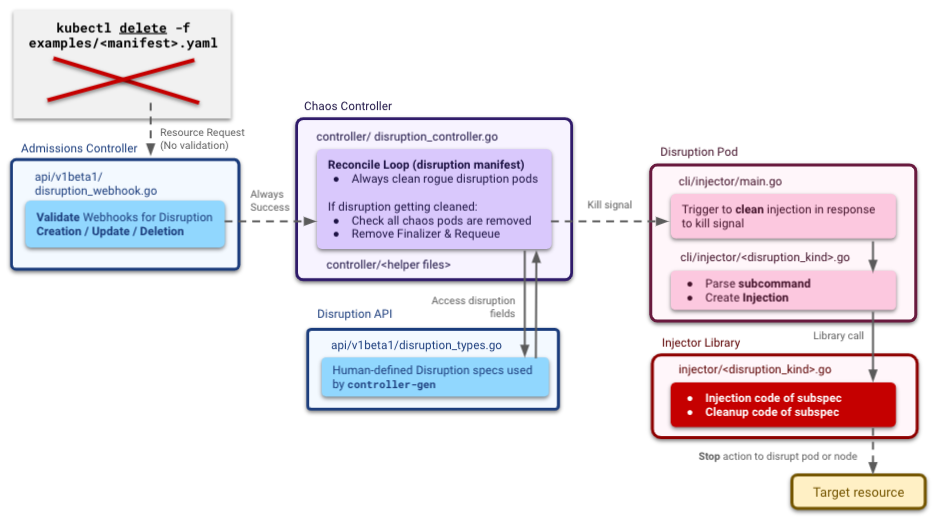 kubectl delete -f
examples/<manifest>.yaml
Resource Request
(No validation)
Admissions Controller
api/v1beta1/
disruption_webhook.go
Validate Webhooks for Disruption
Creation / Update / Deletion
Always
Success
Chaos Controller
controller/ disruption_controller.go
Reconcile Loop (disruption manifest)
● Always clean rogue disruption pods
If disruption getting cleaned:
● Check all chaos pods are removed
● Remove Finalizer & Requeue
controller/<helper files>
Access disruption
fields
Disruption API
api/v1beta1/disruption_types.go
Human-defined Disruption specs used
by controller-gen
Kill signal
Disruption Pod
cli/injector/main.go
Trigger to clean injection in response
to kill signal
cli/injector/<disruption_kind>.go
● Parse subcommand
● Create Injection
Library call
Injector Library
injector/<disruption_kind>.go
● Injection code of subspec
● Cleanup code of subspec
Stop action to disrupt pod or node
Target resource